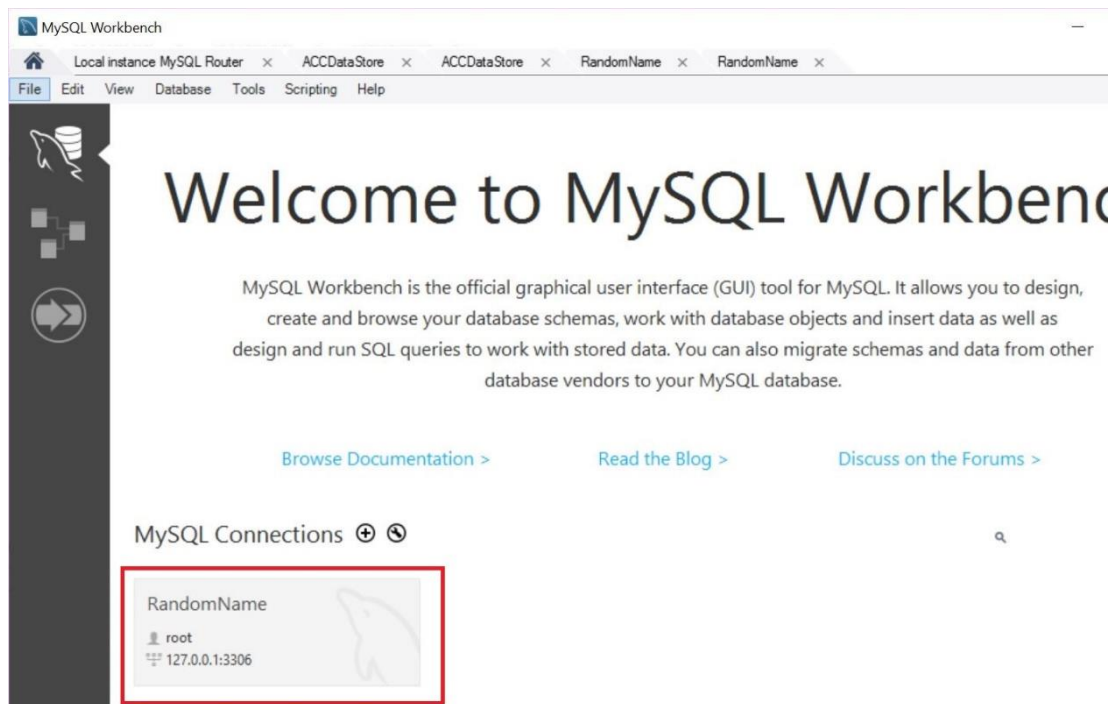 MySQL Workbench
Local instance MySQL Router × ACCDataStore × ACCDataStore × RandomName × RandomName ×
File Edit View Database Tools Scripting Help
Welcome to MySQL Workbenc
MySQL Workbench is the official graphical user interface (GUI) tool for MySQL. It allows you to design,
create and browse your database schemas, work with database objects and insert data as well as
design and run SQL queries to work with stored data. You can also migrate schemas and data from other
database vendors to your MySQL database.
Browse Documentation > Read the Blog > Discuss on the Forums >
MySQL Connections
RandomName
root
127.0.0.1:3306